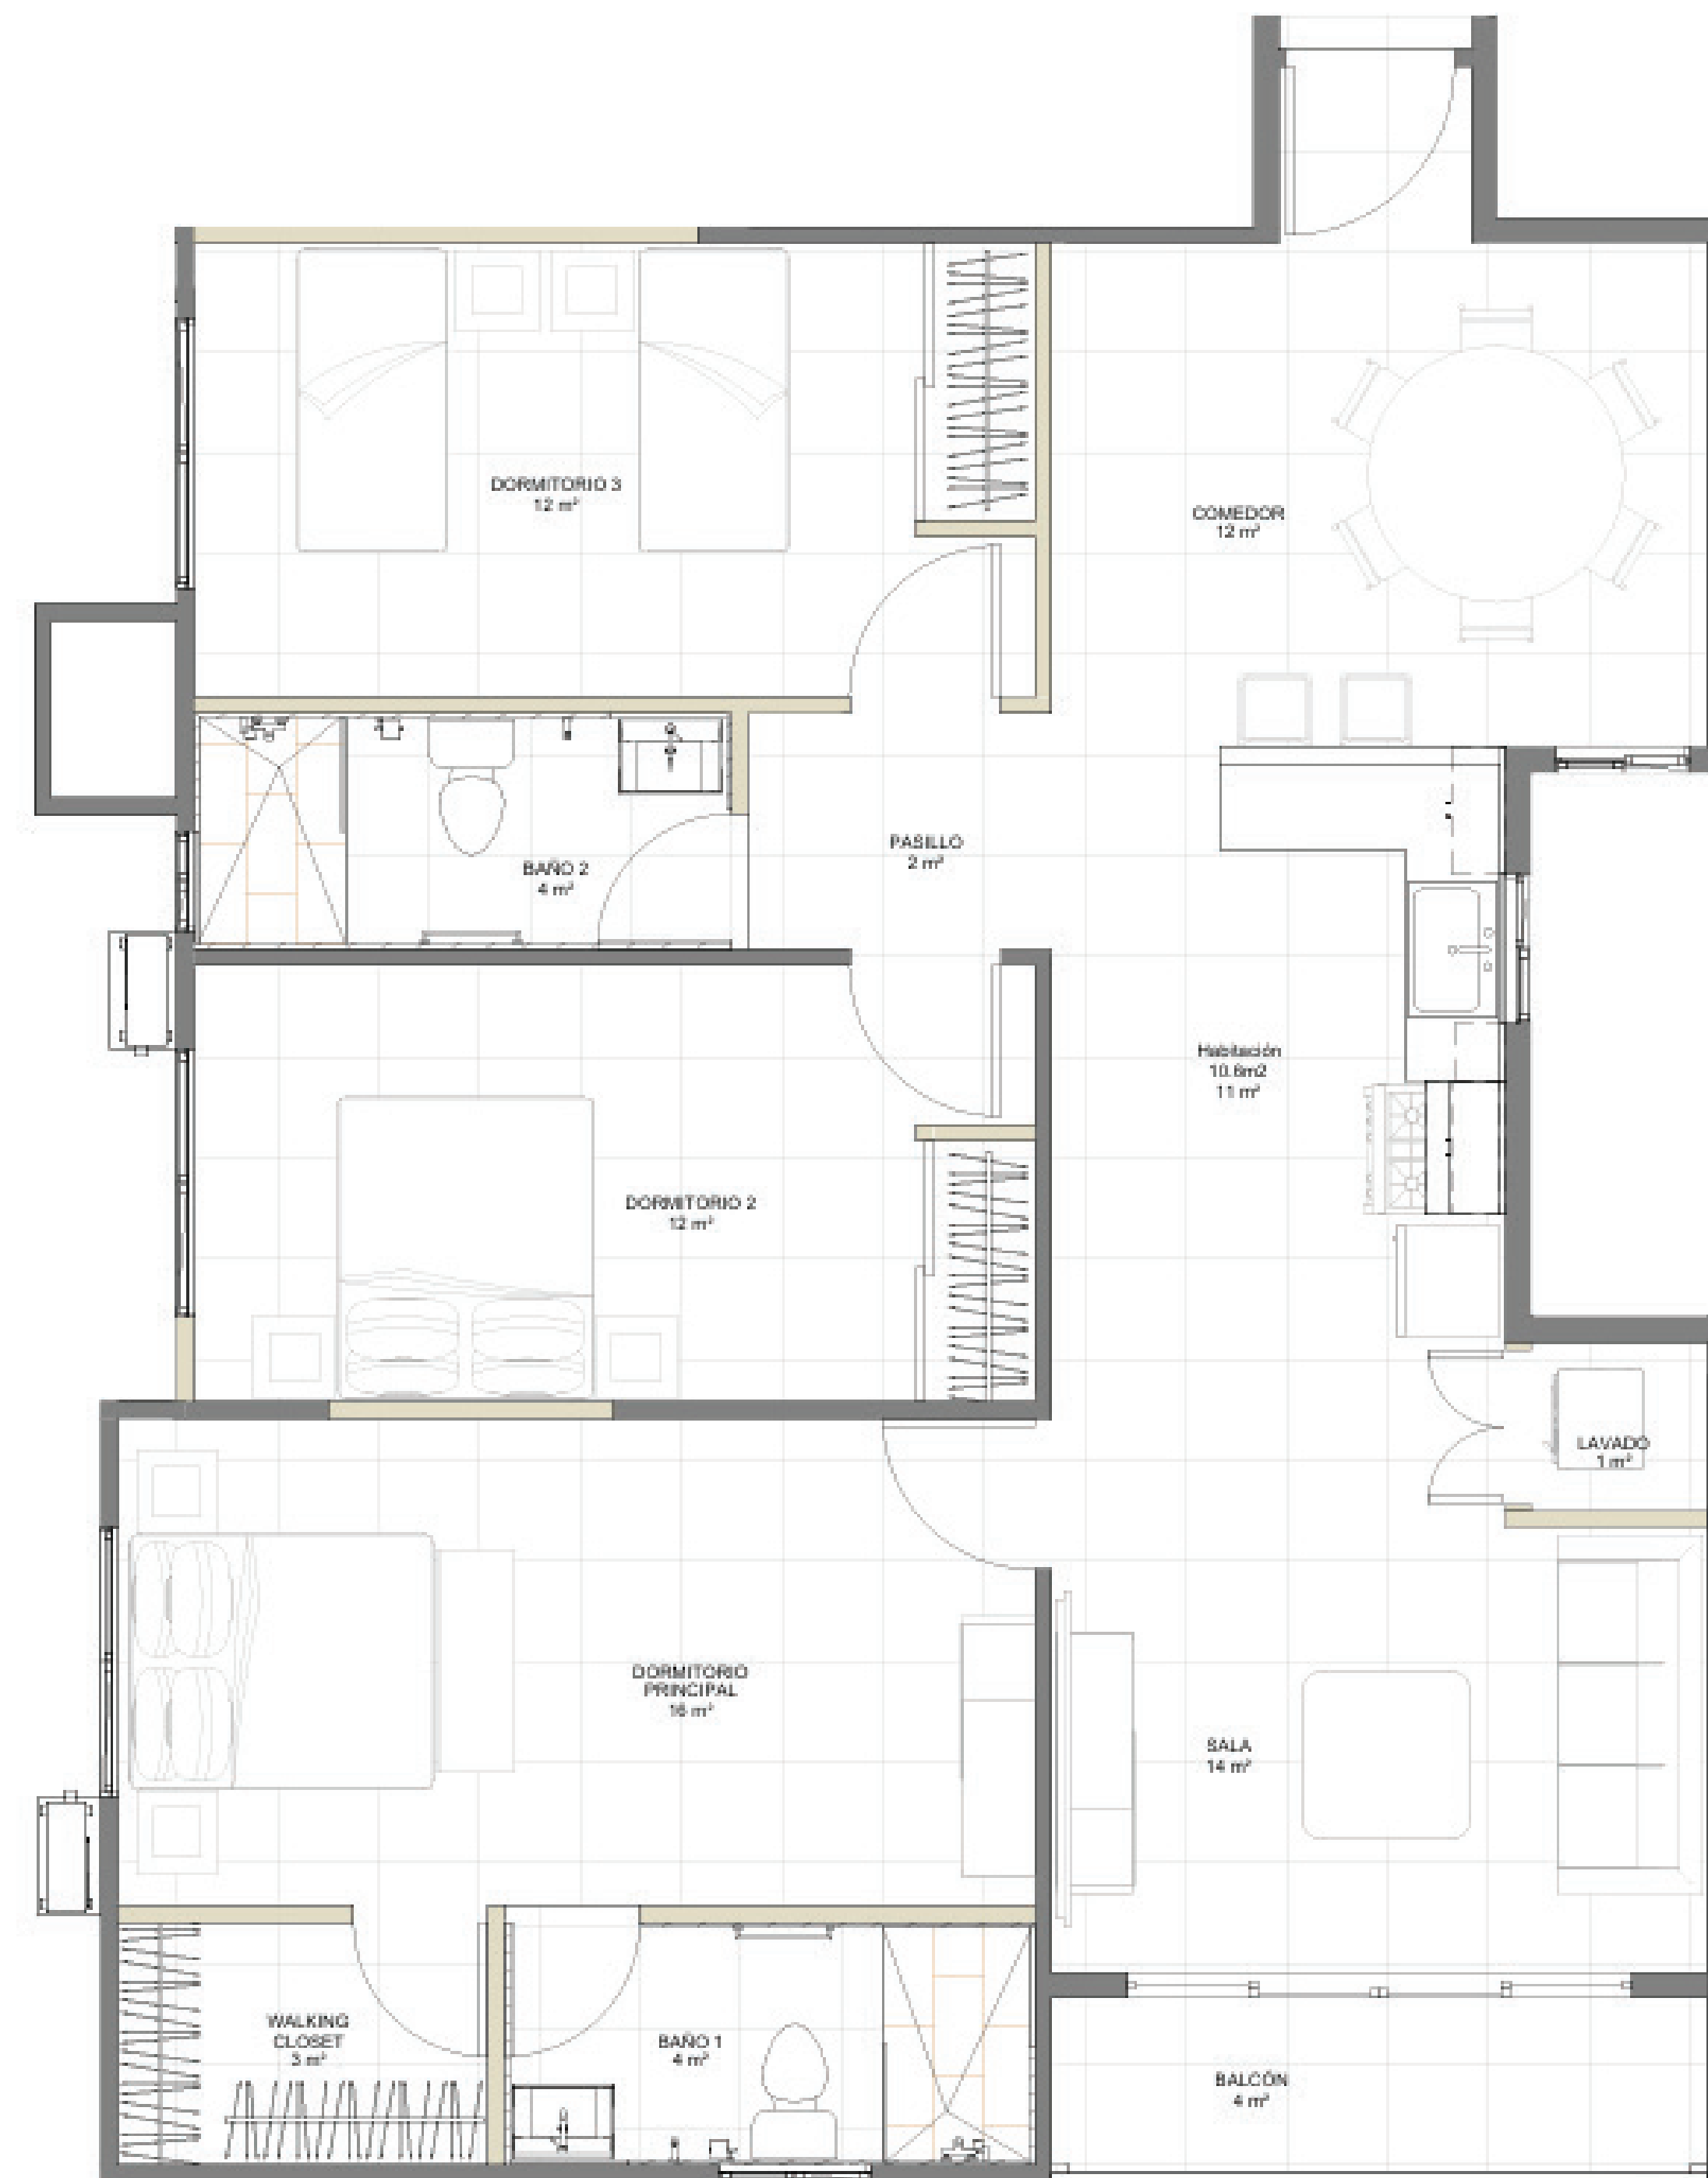 DORMITORIO 3
12 m²
COMEDOR
12 m²
PASILLO
2 m²
BAÑO 2
4 m²
Habitación
10.6m2
11 m²
DORMITORIO 2
12 m²
LAVADO
1 m²
DORMITORIO
PRINCIPAL
16 m²
SALA
14 m²
WALKING
CLOSET
3 m²
BAÑO 1
4 m²
BALCÓN
4 m²